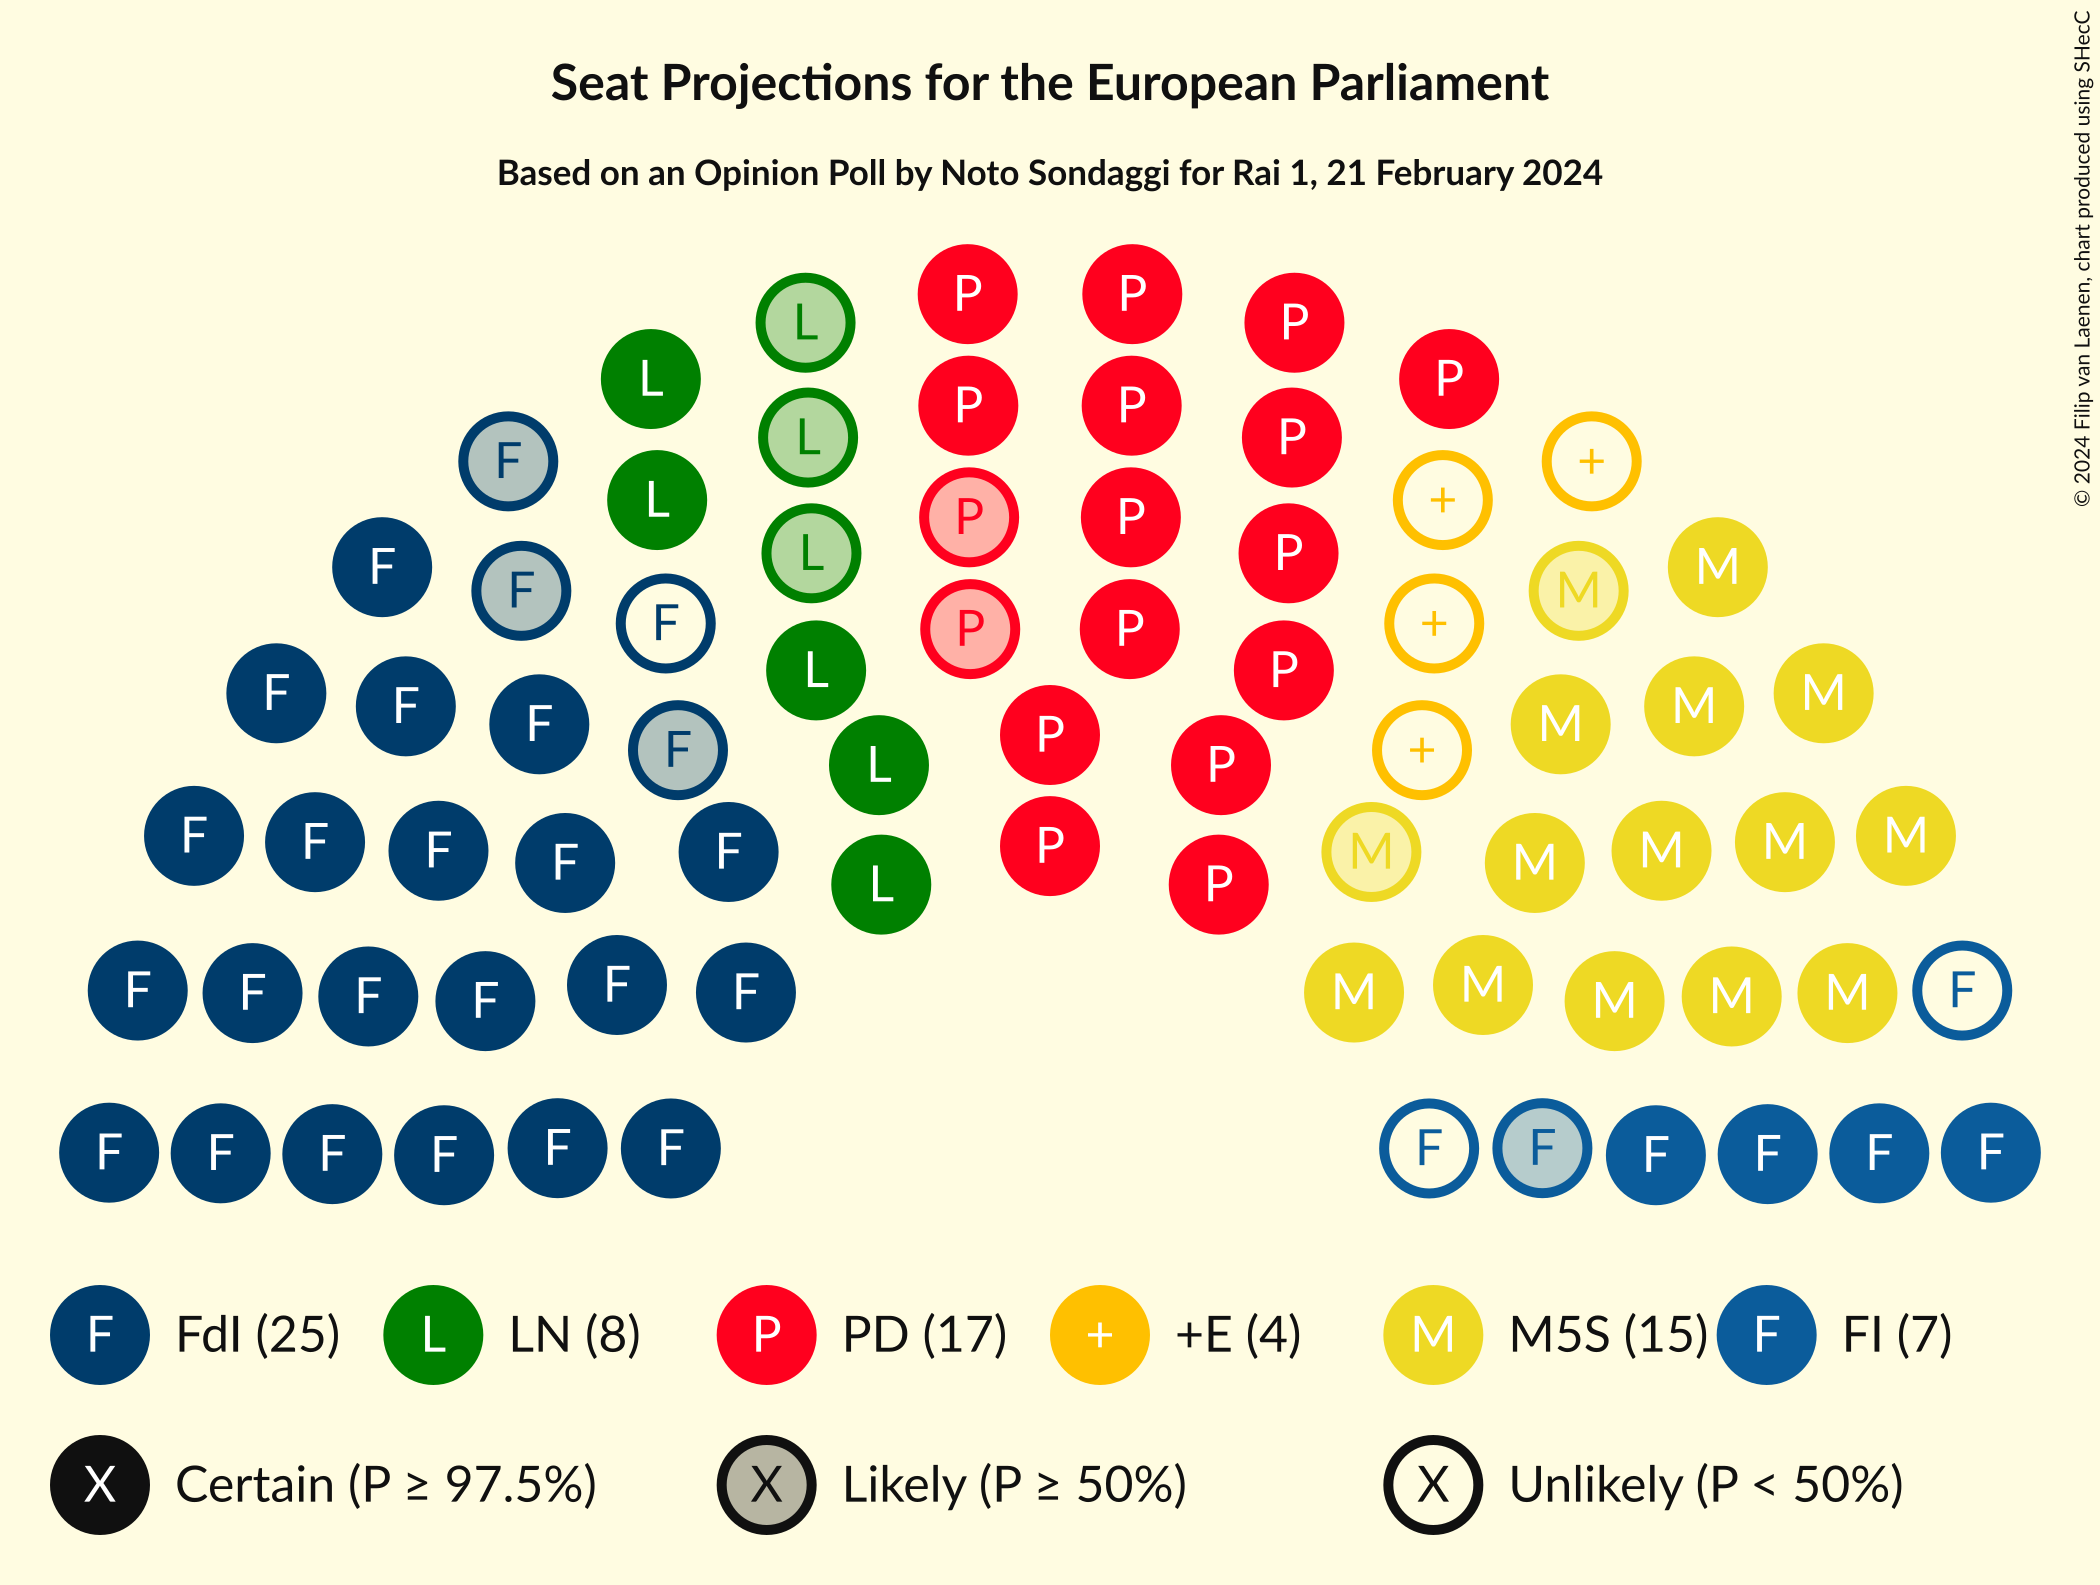 Seat Projections for the European Parliament
Based on an Opinion Poll by Noto Sondaggi for Rai 1, 21 February 2024
© 2024 Filip van Laenen, chart produced using SHecC
P P
L P
L P
P P
L P
F +
L +
P P
L P
F M
F M
F +
P
L P
F F M M
F F F M M M
F +
P
L P
F F F F F P M M M M M
L P
F F F F F F M M M M M F
F F F F F F F F F F F F
F FdI (25) L LN (8) P PD (17) + +E (4) M M5S (15) F FI (7)
X Certain (P ≥ 97.5%) X Likely (P ≥ 50%) X Unlikely (P < 50%)